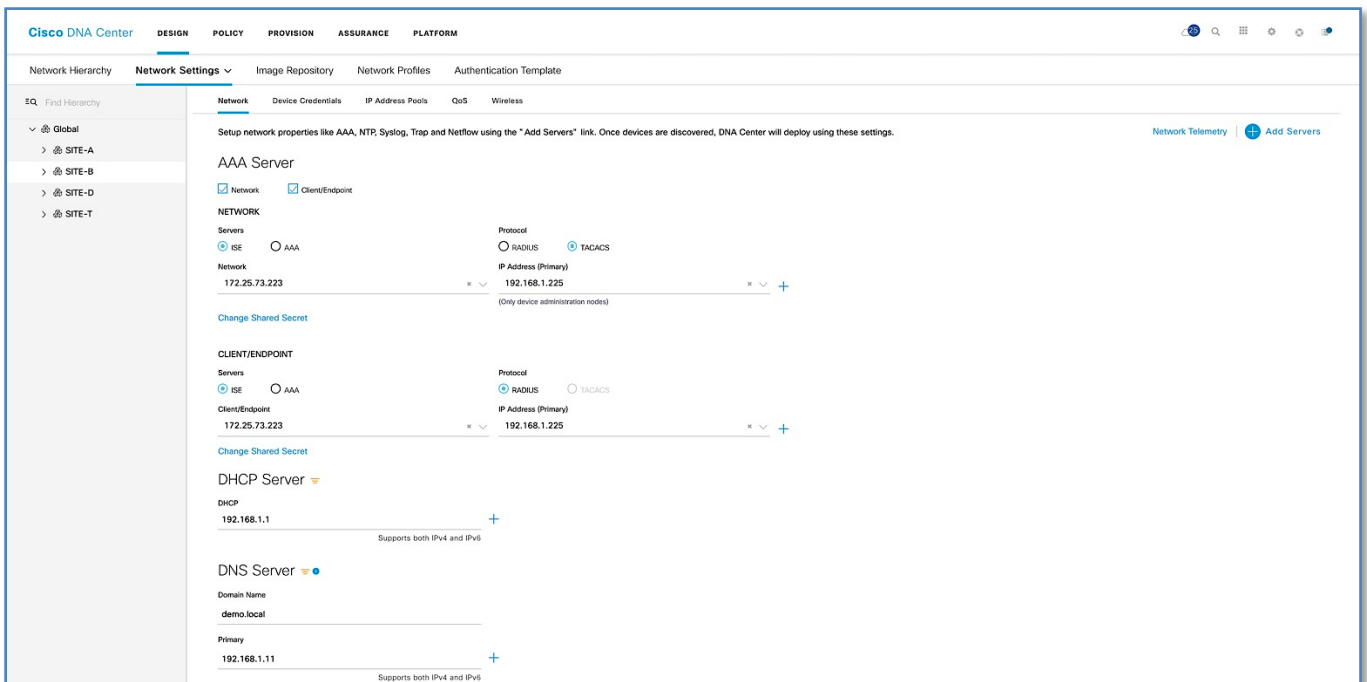 Cisco DNA Center DESIGN POLICY PROVISION ASSURANCE PLATFORM 25
Network Hierarchy Network Settings Image Repository Network Profiles Authentication Template
Find Hierarchy
Global
SITE-A
SITE-B
SITE-D
SITE-T
Network Device Credentials IP Address Pools QoS Wireless
Setup network properties like AAA, NTP, Syslog, Trap and Netflow using the "Add Servers" link. Once devices are discovered, DNA Center will deploy using these settings.
Network Telemetry Add Servers
AAA Server
Network Client/Endpoint
NETWORK
Servers Protocol
ISE AAA RADIUS TACACS
Network IP Address (Primary)
172.25.73.223 192.168.1.225
(Only device administration nodes)
Change Shared Secret
CLIENT/ENDPOINT
Servers Protocol
ISE AAA RADIUS TACACS
Client/Endpoint IP Address (Primary)
172.25.73.223 192.168.1.225
Change Shared Secret
DHCP Server
DHCP
192.168.1.1
Supports both IPv4 and IPv6
DNS Server
Domain Name
demo.local
Primary
192.168.1.11
Supports both IPv4 and IPv6